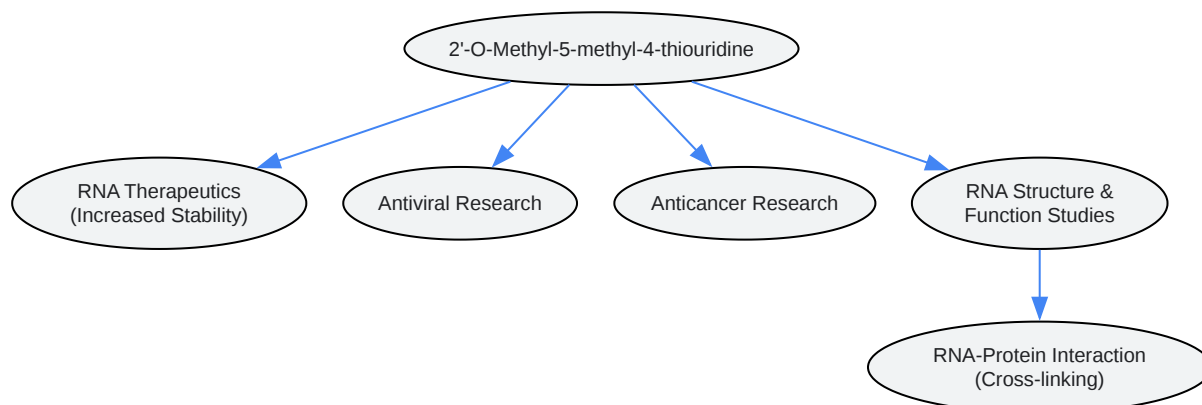 2'-O-Methyl-5-methyl-4-thiouridine
RNA Therapeutics
(Increased Stability)
Antiviral Research
Anticancer Research
RNA Structure &
Function Studies
RNA-Protein Interaction
(Cross-linking)